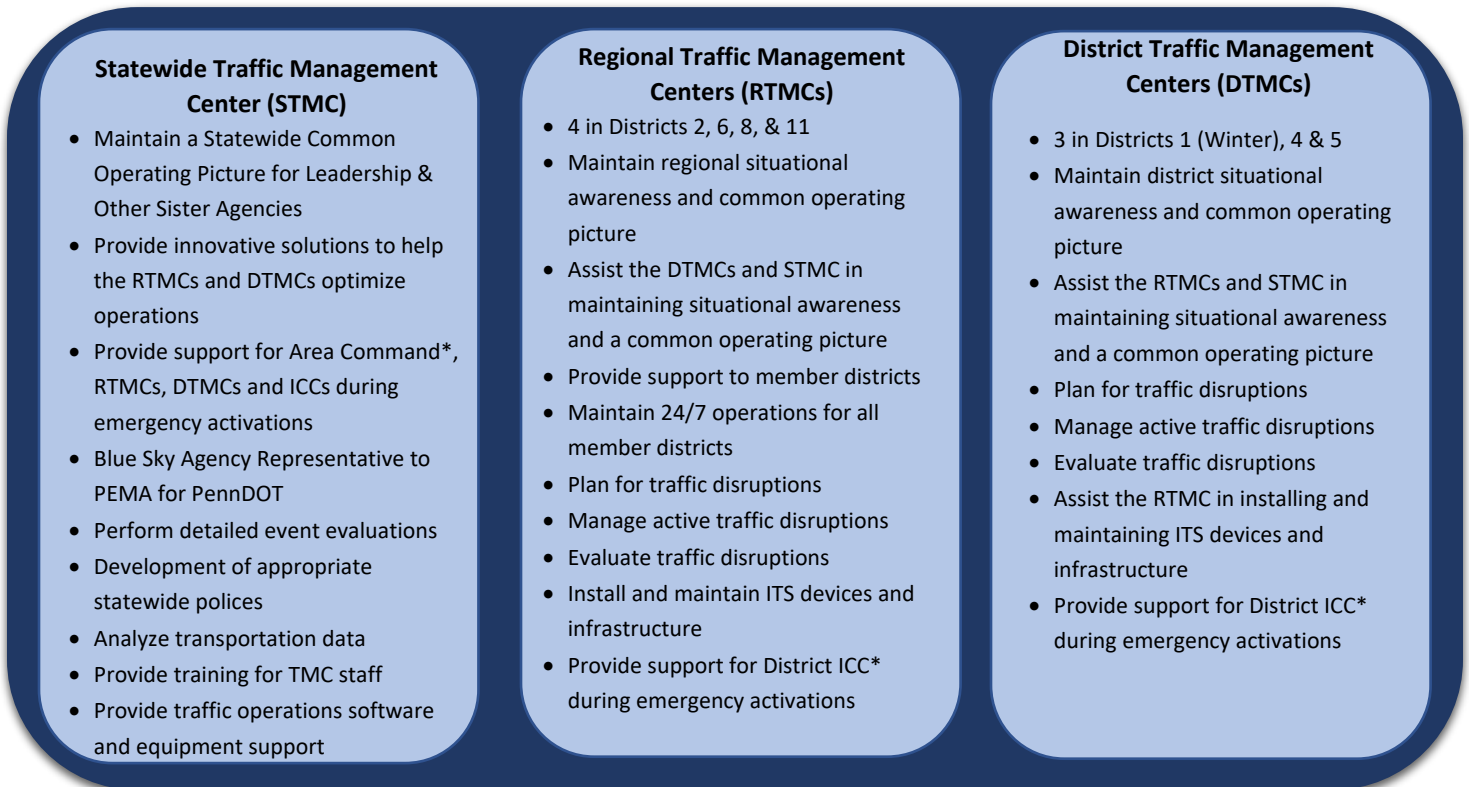 Statewide Traffic Management
Center (STMC)
• Maintain a Statewide Common
Operating Picture for Leadership &
Other Sister Agencies
• Provide innovative solutions to help
the RTMCs and DTMCs optimize
operations
• Provide support for Area Command*,
RTMCs, DTMCs and ICCs during
emergency activations
• Blue Sky Agency Representative to
PEMA for PennDOT
• Perform detailed event evaluations
• Development of appropriate
statewide polices
• Analyze transportation data
• Provide training for TMC staff
• Provide traffic operations software
and equipment support
Regional Traffic Management
Centers (RTMCs)
• 4 in Districts 2, 6, 8, & 11
• Maintain regional situational
awareness and common operating
picture
• Assist the DTMCs and STMC in
maintaining situational awareness
and a common operating picture
• Provide support to member districts
• Maintain 24/7 operations for all
member districts
• Plan for traffic disruptions
• Manage active traffic disruptions
• Evaluate traffic disruptions
• Install and maintain ITS devices and
infrastructure
• Provide support for District ICC*
during emergency activations
District Traffic Management
Centers (DTMCs)
• 3 in Districts 1 (Winter), 4 & 5
• Maintain district situational
awareness and common operating
picture
• Assist the RTMCs and STMC in
maintaining situational awareness
and a common operating picture
• Plan for traffic disruptions
• Manage active traffic disruptions
• Evaluate traffic disruptions
• Assist the RTMC in installing and
maintaining ITS devices and
infrastructure
• Provide support for District ICC*
during emergency activations